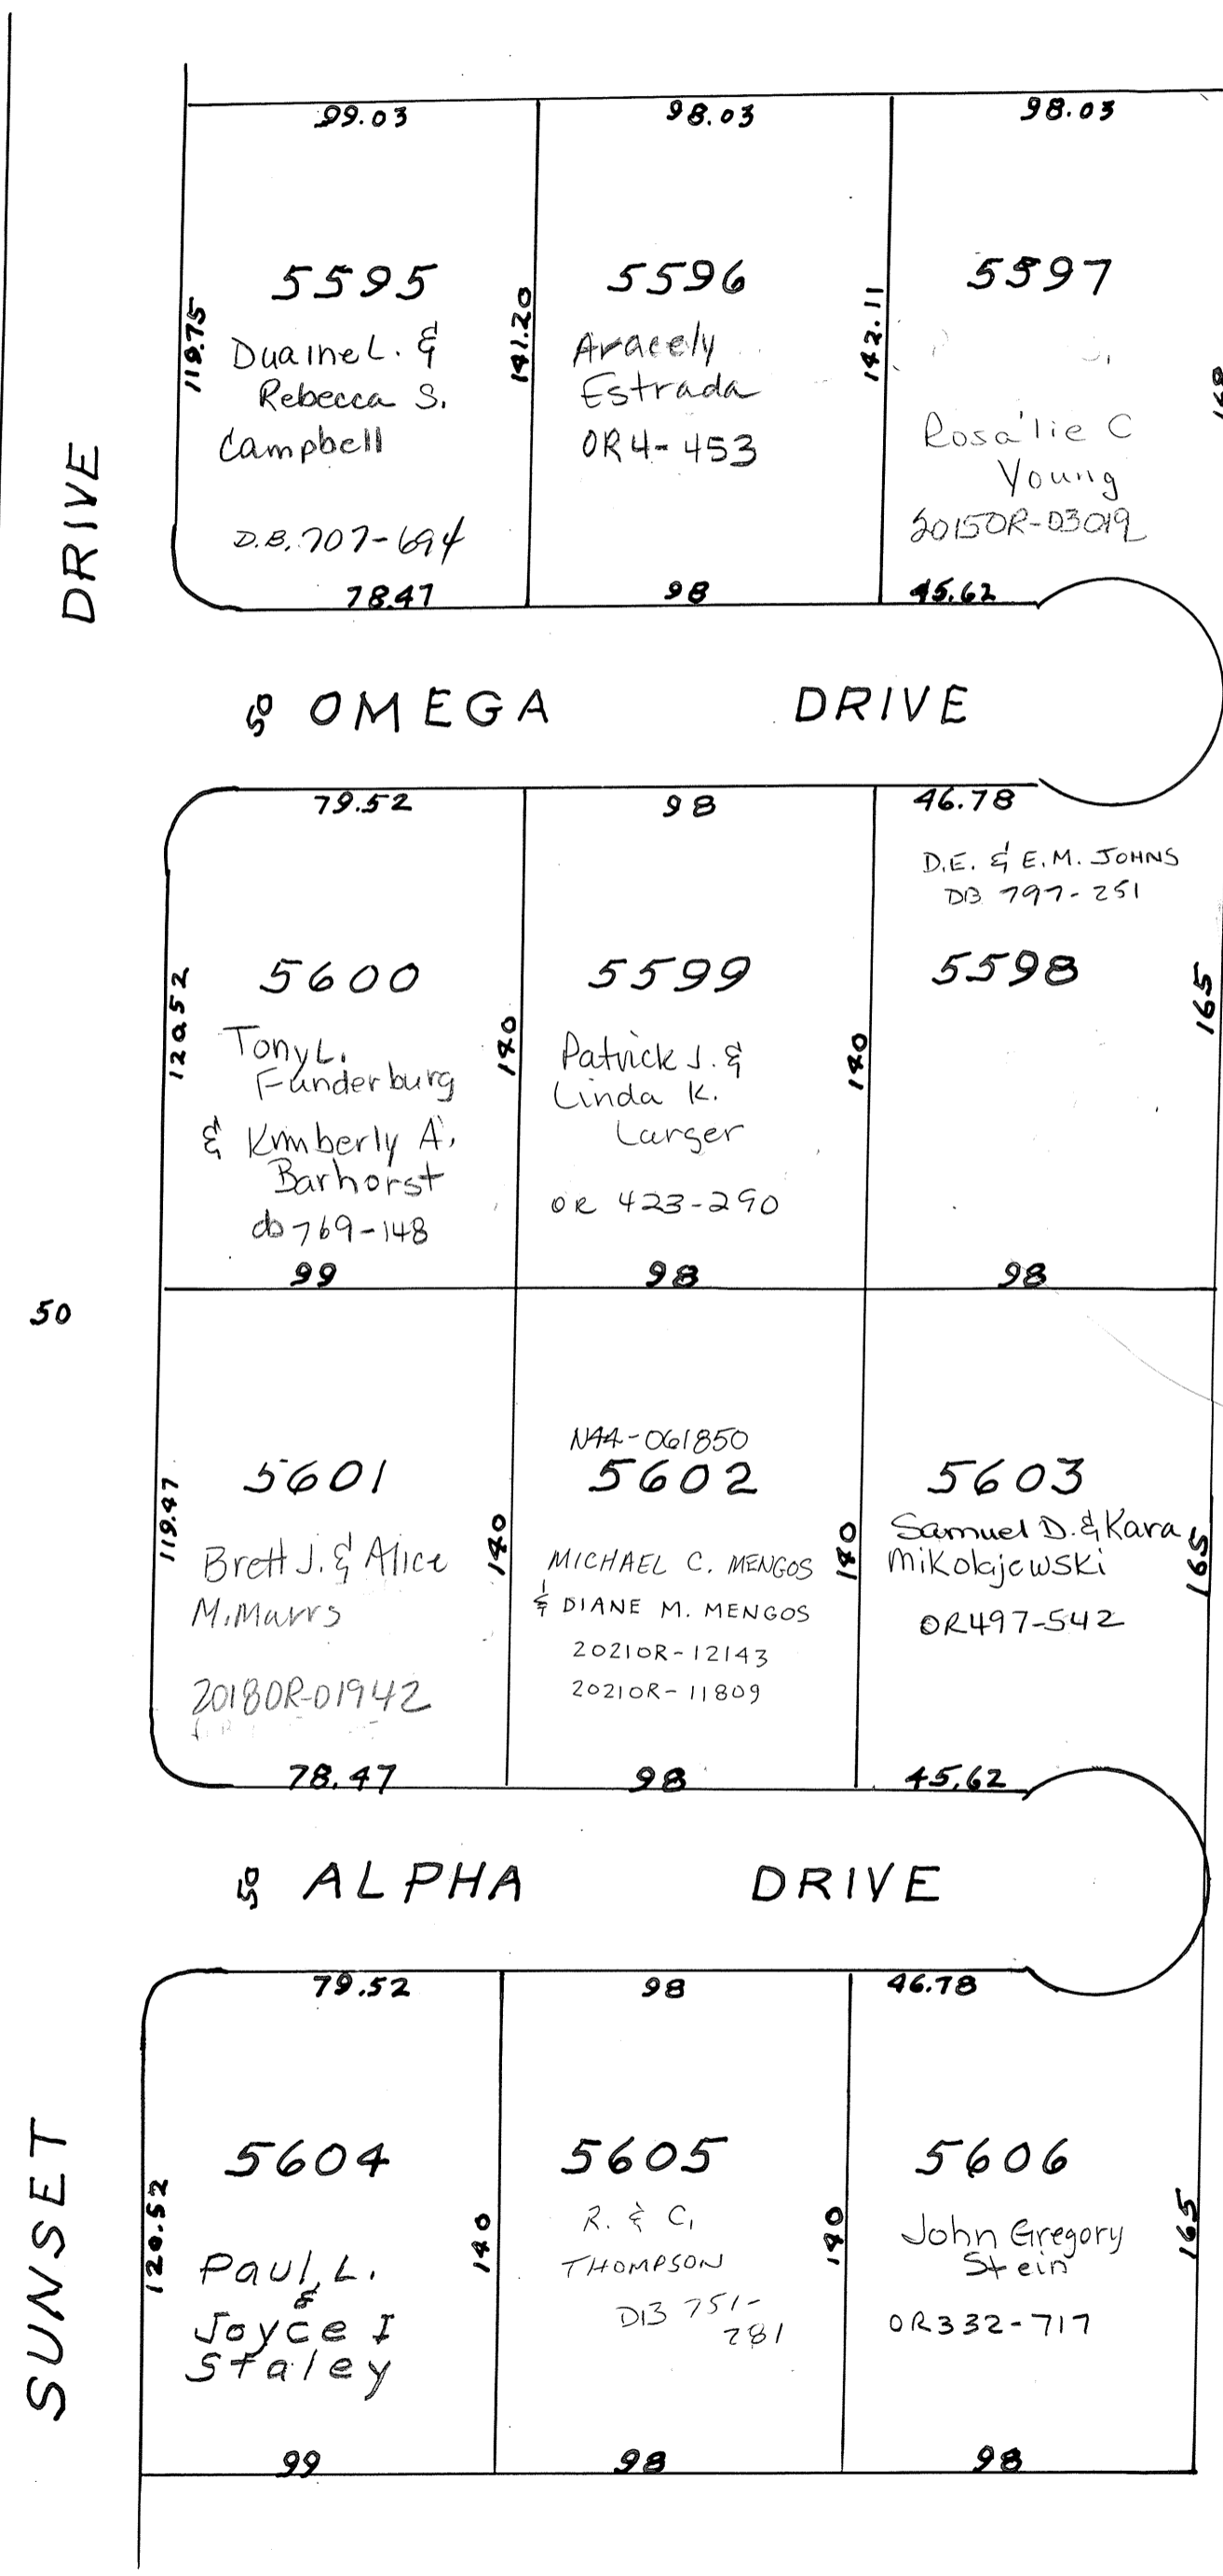 99.03
98.03
98.03
5595
5596
5597
119.75
141.20
142.11
168
Duaine L. &
Rebecca S.
Campbell
D.B. 707-694
Aracely
Estrada
OR 4-453
Rosalie C
Young
2015OR-03019
78.47
98
45.62
DRIVE
50 OMEGA DRIVE
79.52
98
46.78
D.E. & E.M. JOHNS
DB 797-251
5600
5599
5598
120.52
140
140
165
Tony L.
Funderburg
& Kimberly A.
Barhorst
db 769-148
Patrick J. &
Linda K.
Larger
OR 423-290
99
98
98
50
5601
N44-061850
5602
5603
119.47
140
140
165
Brett J. & Alice
M. Marrs
2018OR-01942
MICHAEL C. MENGOS
& DIANE M. MENGOS
2021OR-12143
2021OR-11809
Samuel D. & Kara
Mikolajewski
OR497-542
78.47
98
45.62
50 ALPHA DRIVE
79.52
98
46.78
SUNSET
5604
5605
5606
120.52
140
140
165
Paul L.
&
Joyce I
Staley
R. & C.
THOMPSON
DB 751-
281
John Gregory
Stein
OR332-717
99
98
98